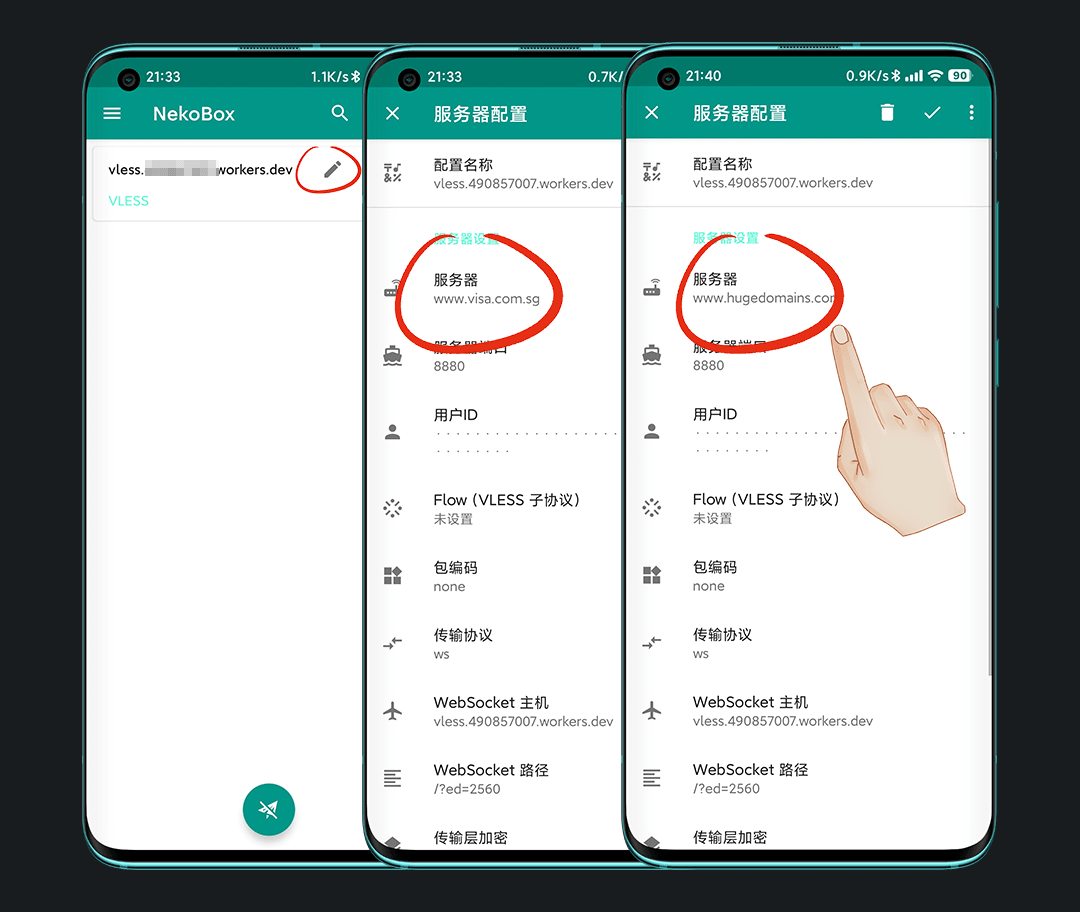 21:33
1.1K/s
NekoBox
vless.
workers.dev
VLESS
21:33
0.7K/
服务器配置
配置名称
vless.490857007.workers.dev
服务器设置
服务器
www.visa.com.sg
服务器端口
8880
用户ID
Flow (VLESS 子协议)
未设置
包编码
none
传输协议
ws
WebSocket 主机
vless.490857007.workers.dev
WebSocket 路径
/?ed=2560
传输层加密
21:40
0.9K/s
90
服务器配置
配置名称
vless.490857007.workers.dev
服务器设置
服务器
www.hugedomains.com
服务器端口
8880
用户ID
Flow (VLESS 子协议)
未设置
包编码
none
传输协议
ws
WebSocket 主机
vless.490857007.workers.dev
WebSocket 路径
/?ed=2560
传输层加密